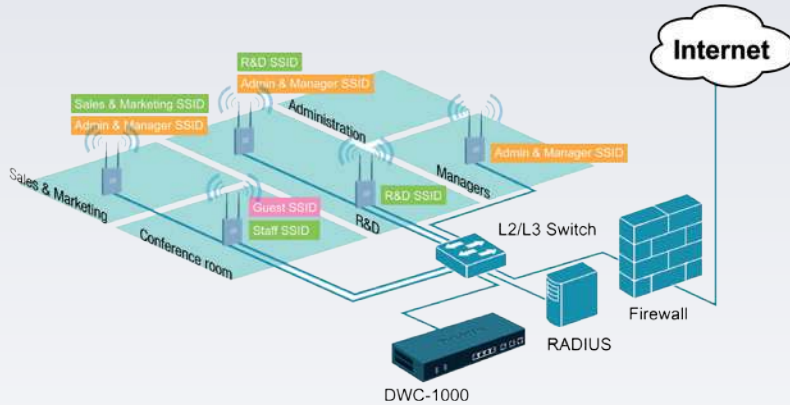 Internet
R&D SSID
Admin & Manager SSID
Sales & Marketing SSID
Admin & Manager SSID
Administration
Admin & Manager SSID
Managers
Sales & Marketing
R&D SSID
Guest SSID
Staff SSID
R&D
Conference room
L2/L3 Switch
Firewall
RADIUS
DWC-1000